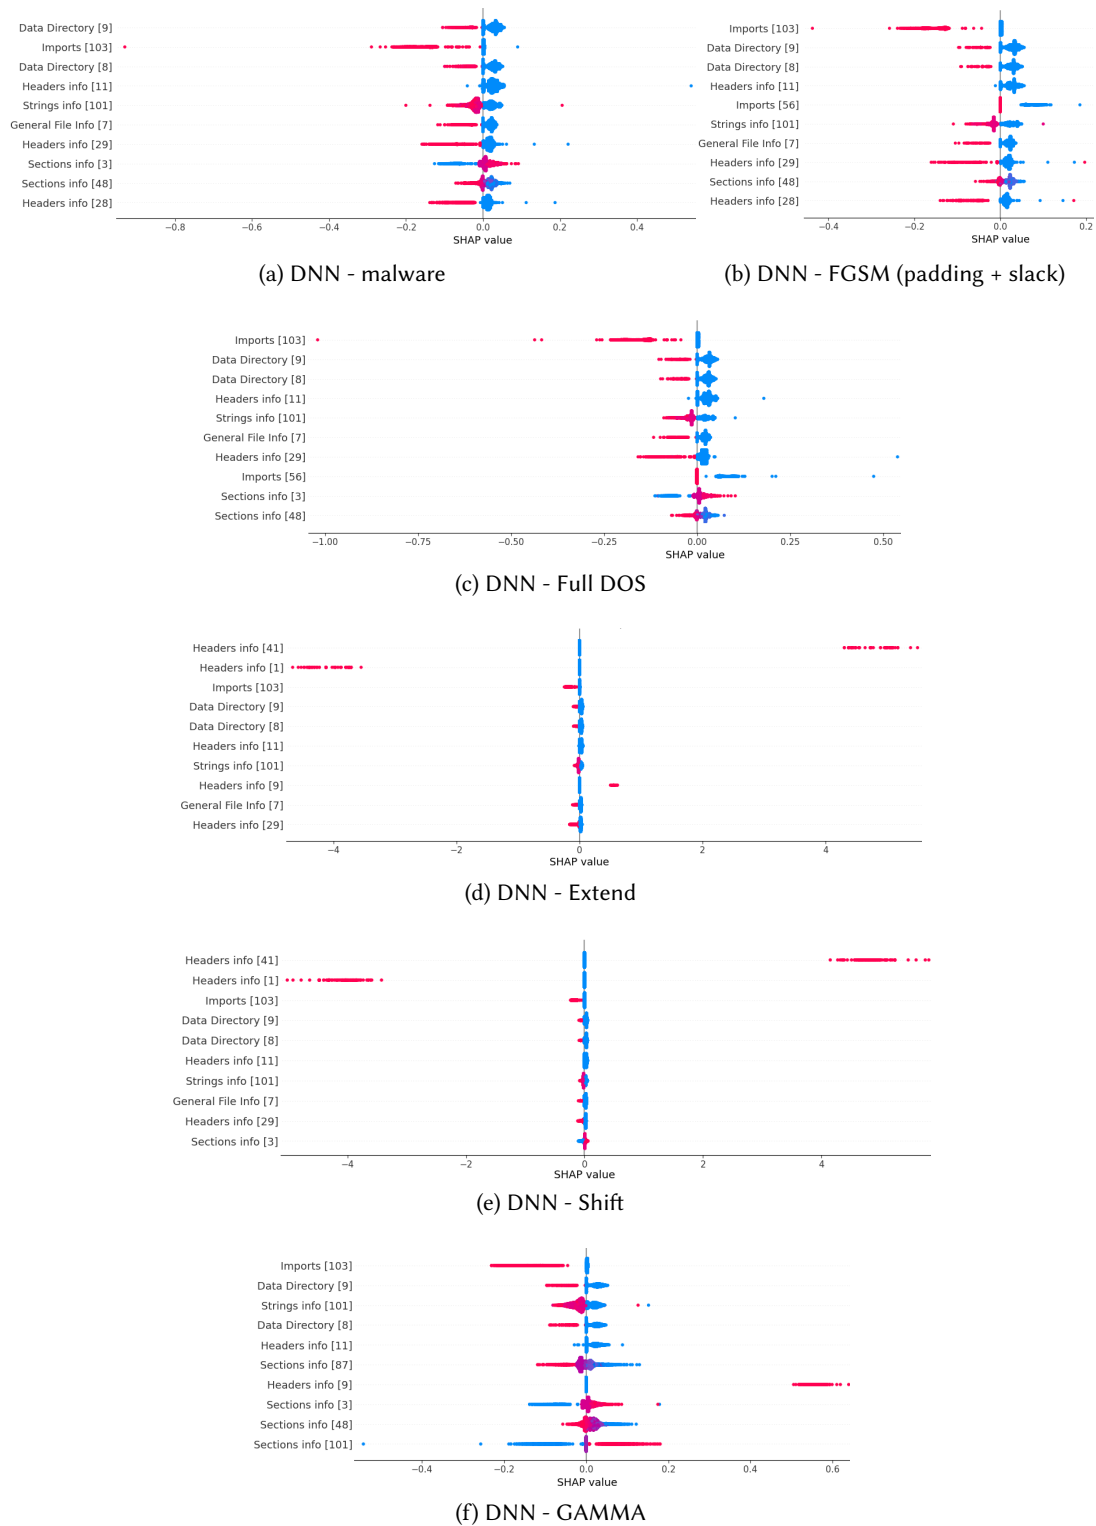 Data Directory [9]
Imports [103]
Data Directory [8]
Headers info [11]
Strings info [101]
General File Info [7]
Headers info [29]
Sections info [3]
Sections info [48]
Headers info [28]
−0.8 −0.6 −0.4 −0.2 0.0 0.2 0.4
SHAP value
(a) DNN - malware
Imports [103]
Data Directory [9]
Data Directory [8]
Headers info [11]
Imports [56]
Strings info [101]
General File Info [7]
Headers info [29]
Sections info [48]
Headers info [28]
−0.4 −0.2 0.0 0.2
SHAP value
(b) DNN - FGSM (padding + slack)
Imports [103]
Data Directory [9]
Data Directory [8]
Headers info [11]
Strings info [101]
General File Info [7]
Headers info [29]
Imports [56]
Sections info [3]
Sections info [48]
−1.00 −0.75 −0.50 −0.25 0.00 0.25 0.50
SHAP value
(c) DNN - Full DOS
Headers info [41]
Headers info [1]
Imports [103]
Data Directory [9]
Data Directory [8]
Headers info [11]
Strings info [101]
Headers info [9]
General File Info [7]
Headers info [29]
−4 −2 0 2 4
SHAP value
(d) DNN - Extend
Headers info [41]
Headers info [1]
Imports [103]
Data Directory [9]
Data Directory [8]
Headers info [11]
Strings info [101]
General File Info [7]
Headers info [29]
Sections info [3]
−4 −2 0 2 4
SHAP value
(e) DNN - Shift
Imports [103]
Data Directory [9]
Strings info [101]
Data Directory [8]
Headers info [11]
Sections info [87]
Headers info [9]
Sections info [3]
Sections info [48]
Sections info [101]
−0.4 −0.2 0.0 0.2 0.4 0.6
SHAP value
(f) DNN - GAMMA